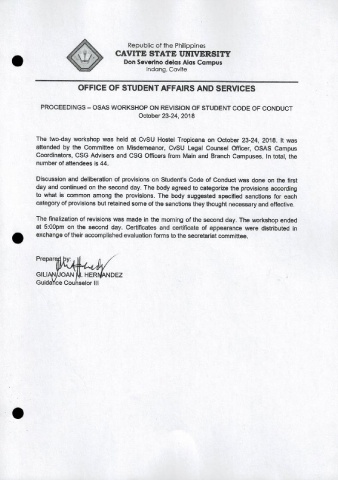 Republic of the Philippines
CAVITE STATE UNIVERSITY
Don Severino delas Alas Campus
Indang, Cavite
OFFICE OF STUDENT AFFAIRS AND SERVICES
PROCEEDINGS – OSAS WORKSHOP ON REVISION OF STUDENT CODE OF CONDUCT
October 23-24, 2018
The two-day workshop was held at CvSU Hostel Tropicana on October 23-24, 2018. It was
attended by the Committee on Misdemeanor, CvSU Legal Counsel Officer, OSAS Campus
Coordinators, CSG Advisers and CSG Officers from Main and Branch Campuses. In total, the
number of attendees is 44.
Discussion and deliberation of provisions on Student's Code of Conduct was done on the first
day and continued on the second day. The body agreed to categorize the provisions according
to what is common among the provisions. The body suggested specified sanctions for each
category of provisions but retained some of the sanctions they thought necessary and effective.
The finalization of revisions was made in the morning of the second day. The workshop ended
at 5:00pm on the second day. Certificates and certificate of appearance were distributed in
exchange of their accomplished evaluation forms to the secretariat committee.
Prepared by:
GILIAN JOAN M. HERNANDEZ
Guidance Counselor III